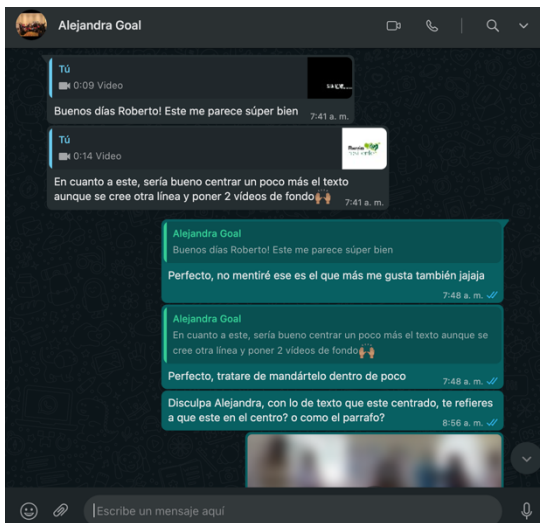 Alejandra Goal
Tú
0:09 Video
Buenos días Roberto! Este me parece súper bien
7:41 a. m.
Tú
0:14 Video
En cuanto a este, sería bueno centrar un poco más el texto
aunque se cree otra línea y poner 2 vídeos de fondo🙌🏽
7:41 a. m.
Alejandra Goal
Buenos días Roberto! Este me parece súper bien
Perfecto, no mentiré ese es el que más me gusta también jajaja
7:48 a. m.
Alejandra Goal
En cuanto a este, sería bueno centrar un poco más el texto aunque se
cree otra línea y poner 2 vídeos de fondo🙌🏽
Perfecto, tratare de mandártelo dentro de poco
7:48 a. m.
Disculpa Alejandra, con lo de texto que este centrado, te refieres
a que este en el centro? o como el parrafo?
8:56 a. m.
Escribe un mensaje aquí